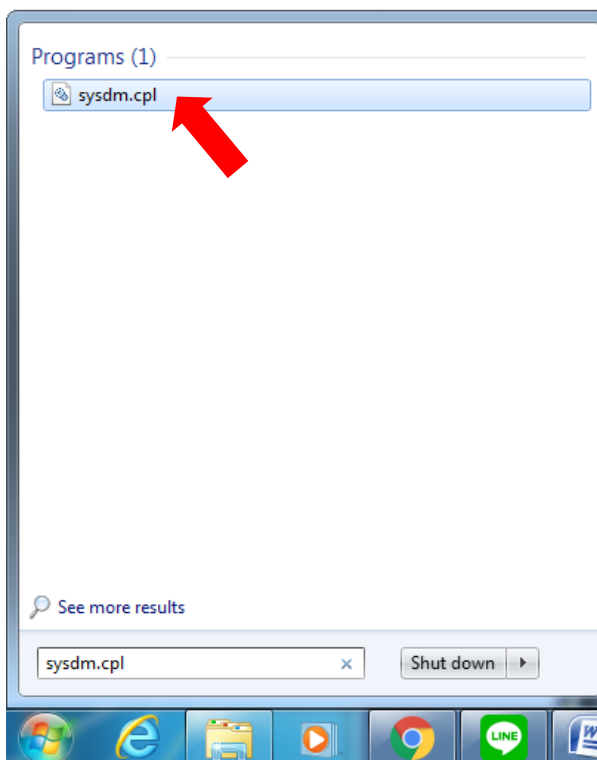 Programs (1)
sysdm.cpl
See more results
sysdm.cpl
Shut down
LINE
W